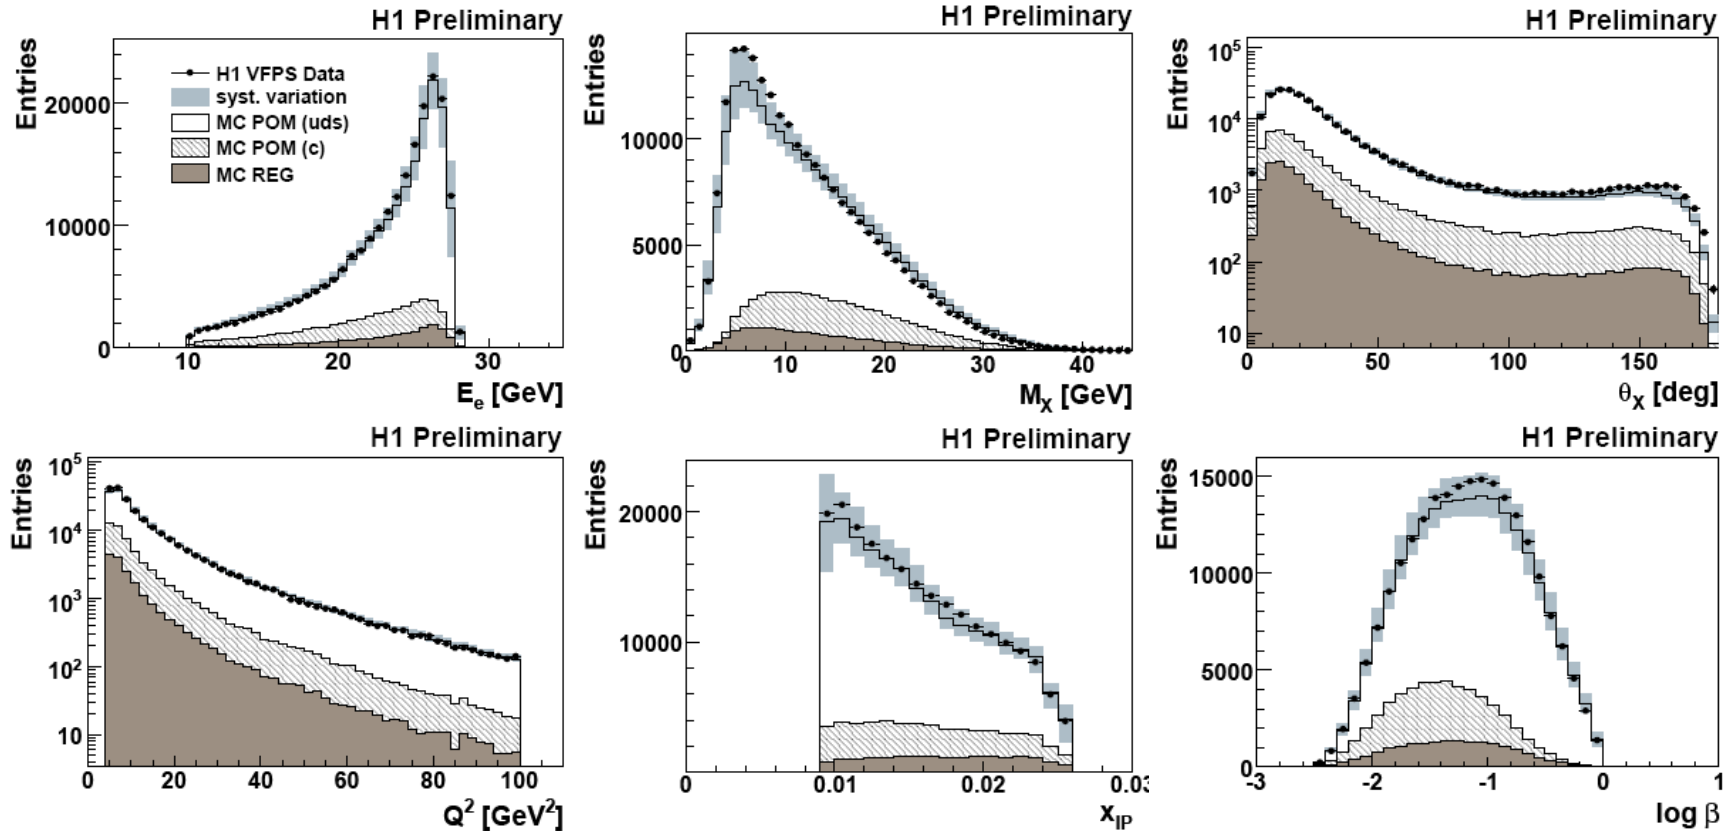 H1 Preliminary
Entries
H1 VFPS Data
syst. variation
MC POM (uds)
MC POM (c)
MC REG
20000
10000
0
10
20
30
E_e [GeV]
H1 Preliminary
Entries
10000
5000
0
0
10
20
30
40
M_X [GeV]
H1 Preliminary
Entries
10^5
10^4
10^3
10^2
10
0
50
100
150
θ_X [deg]
H1 Preliminary
Entries
10^5
10^4
10^3
10^2
10
0
20
40
60
80
100
Q^2 [GeV^2]
H1 Preliminary
Entries
20000
10000
0
0.01
0.02
0.03
x_IP
H1 Preliminary
Entries
15000
10000
5000
0
-3
-2
-1
0
1
log β